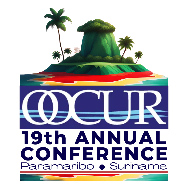 OOCUR
19th ANNUAL
CONFERENCE
Paramaribo • Suriname